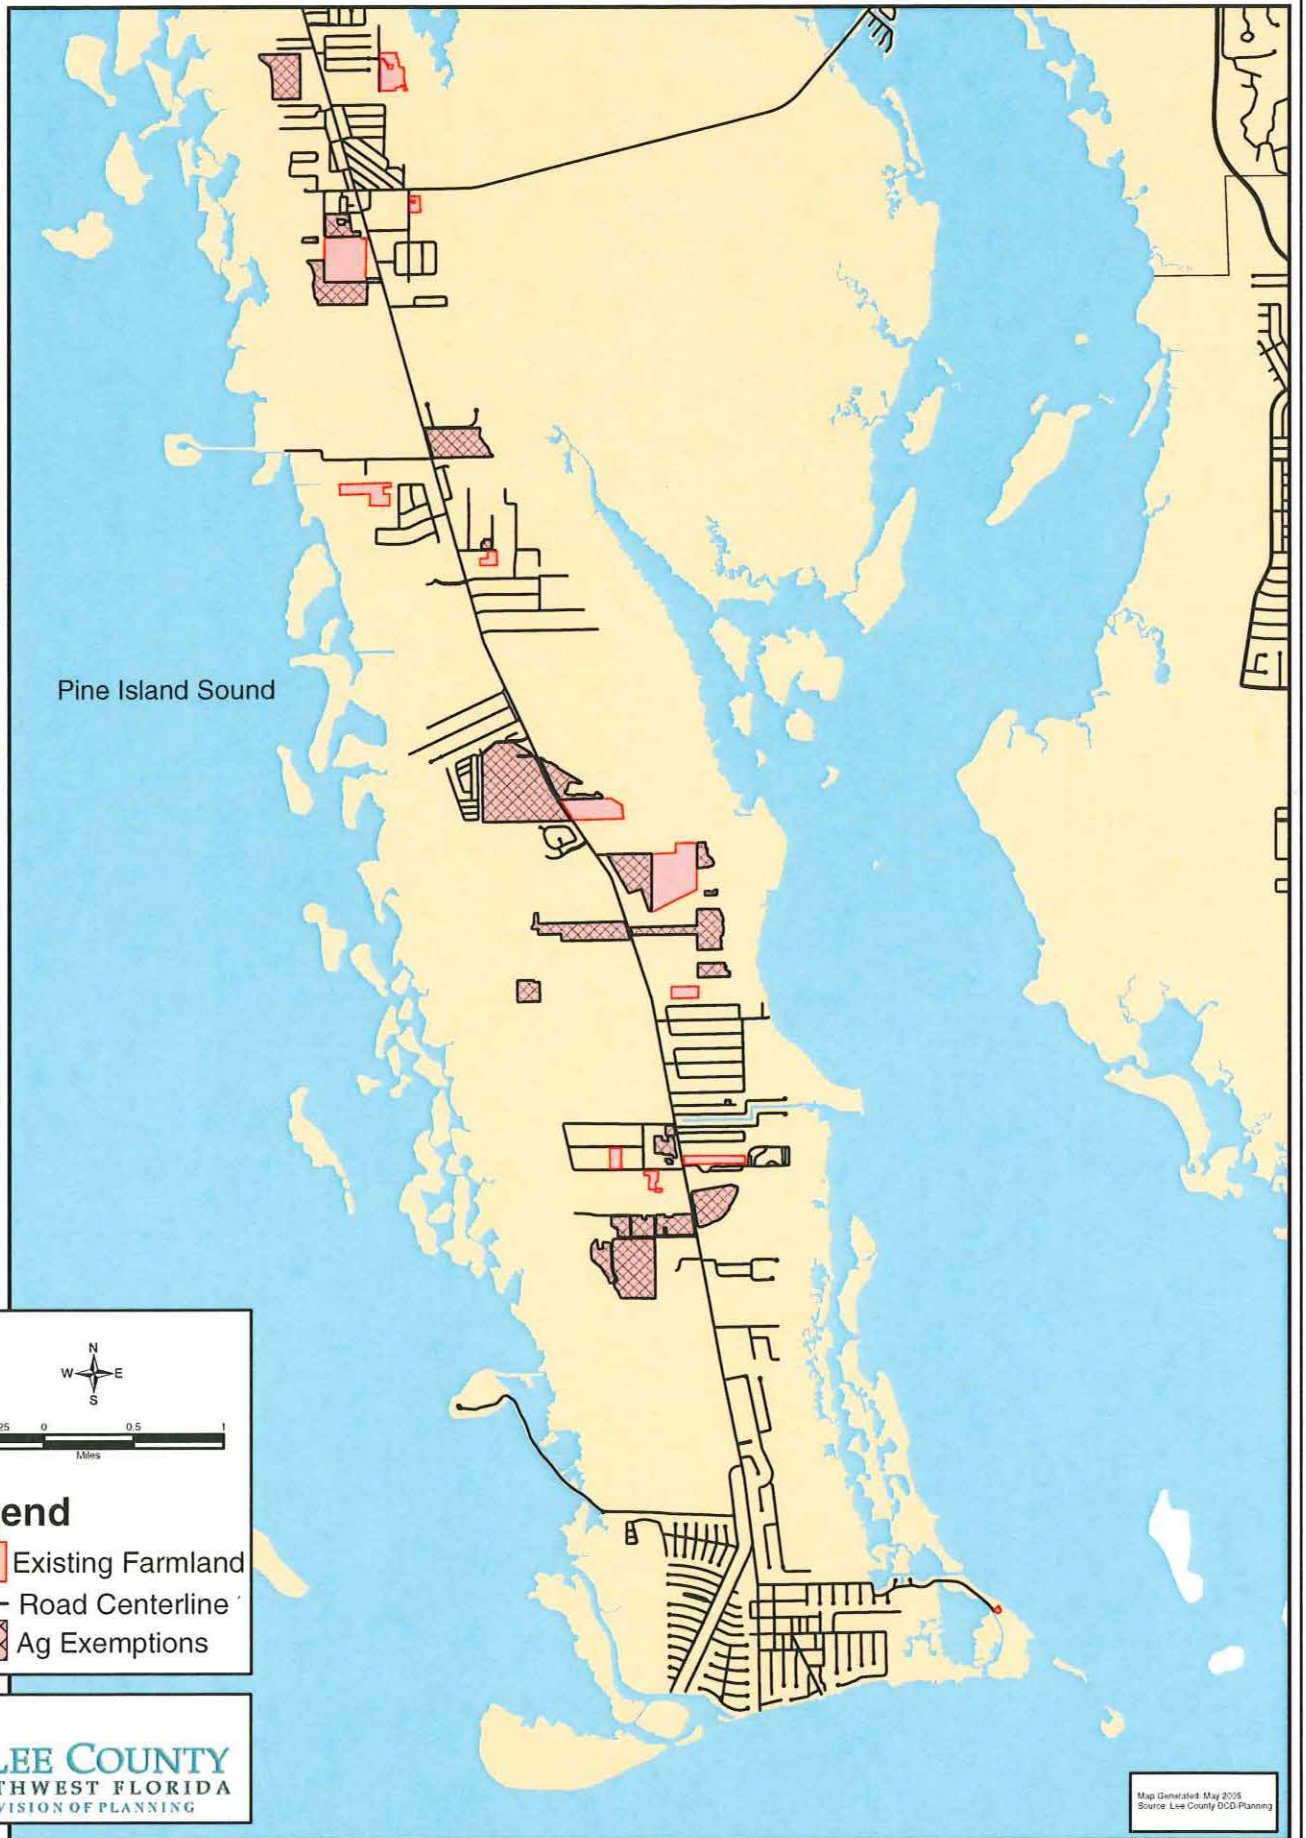 Pine Island Sound
N
W E
S
25 0 0.5 1
Miles
end
Existing Farmland
Road Centerline
Ag Exemptions
LEE COUNTY
THWEST FLORIDA
VISION OF PLANNING
Map Generated: May 2005
Source: Lee County DCD/Planning